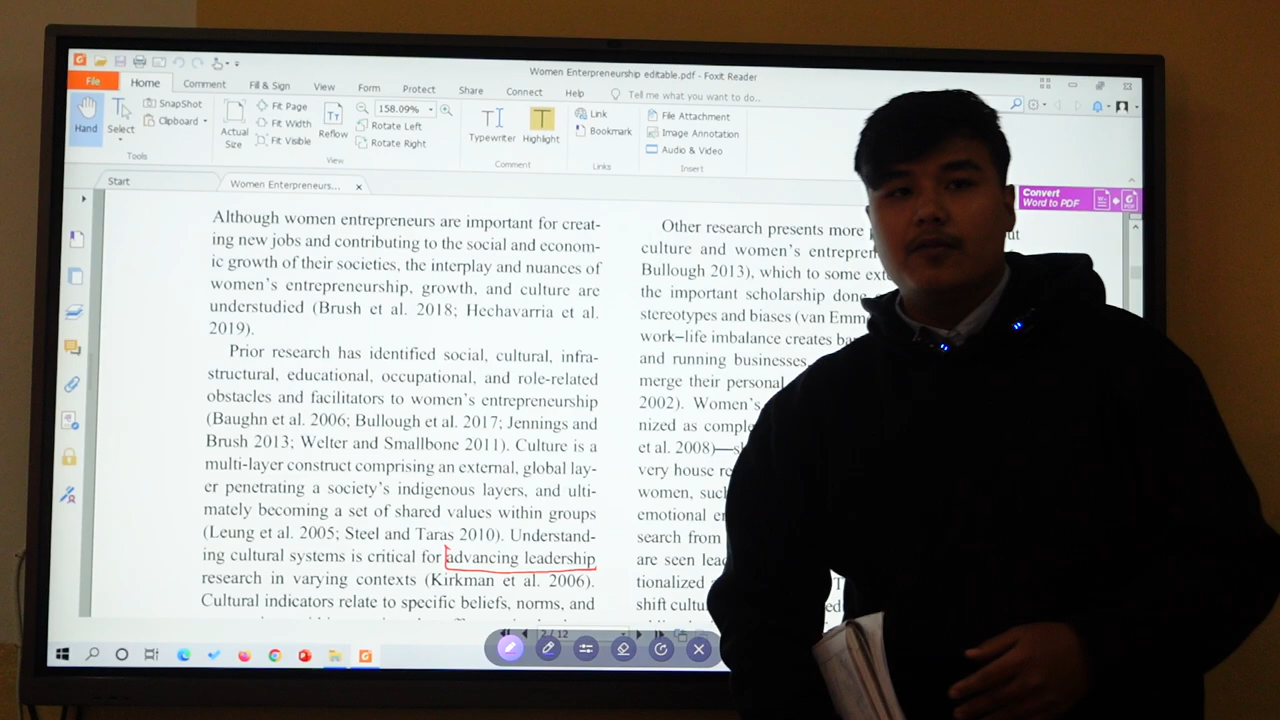 Women Enterpreneurship editable.pdf - Foxit Reader
File Home Comment Fill & Sign View Form Protect Share Connect Help Tell me what you want to do..
Hand
Select
SnapShot
Clipboard
Actual Size
Fit Page
Fit Width
Fit Visible
Reflow
158.09%
Rotate Left
Rotate Right
Typewriter
Highlight
Link
Bookmark
File Attachment
Image Annotation
Audio & Video
Tools View Comment Links Insert
Start Women Enterpreneurs...
Convert
Word to PDF
Although women entrepreneurs are important for creat-
ing new jobs and contributing to the social and econom-
ic growth of their societies, the interplay and nuances of
women's entrepreneurship, growth, and culture are
understudied (Brush et al. 2018; Hechavarria et al.
2019).
Prior research has identified social, cultural, infra-
structural, educational, occupational, and role-related
obstacles and facilitators to women's entrepreneurship
(Baughn et al. 2006; Bullough et al. 2017; Jennings and
Brush 2013; Welter and Smallbone 2011). Culture is a
multi-layer construct comprising an external, global lay-
er penetrating a society's indigenous layers, and ulti-
mately becoming a set of shared values within groups
(Leung et al. 2005; Steel and Taras 2010). Understand-
ing cultural systems is critical for advancing leadership
research in varying contexts (Kirkman et al. 2006).
Cultural indicators relate to specific beliefs, norms, and
Other research presents more
culture and women's entrepren
Bullough 2013), which to some ext
the important scholarship done
stereotypes and biases (van Emm
work–life imbalance creates ba
and running businesses,
merge their personal
2002). Women's
nized as comple
et al. 2008)—s
very house re
women, suc
emotional e
search from
are seen lea
tionalized
shift cultu
2 / 12